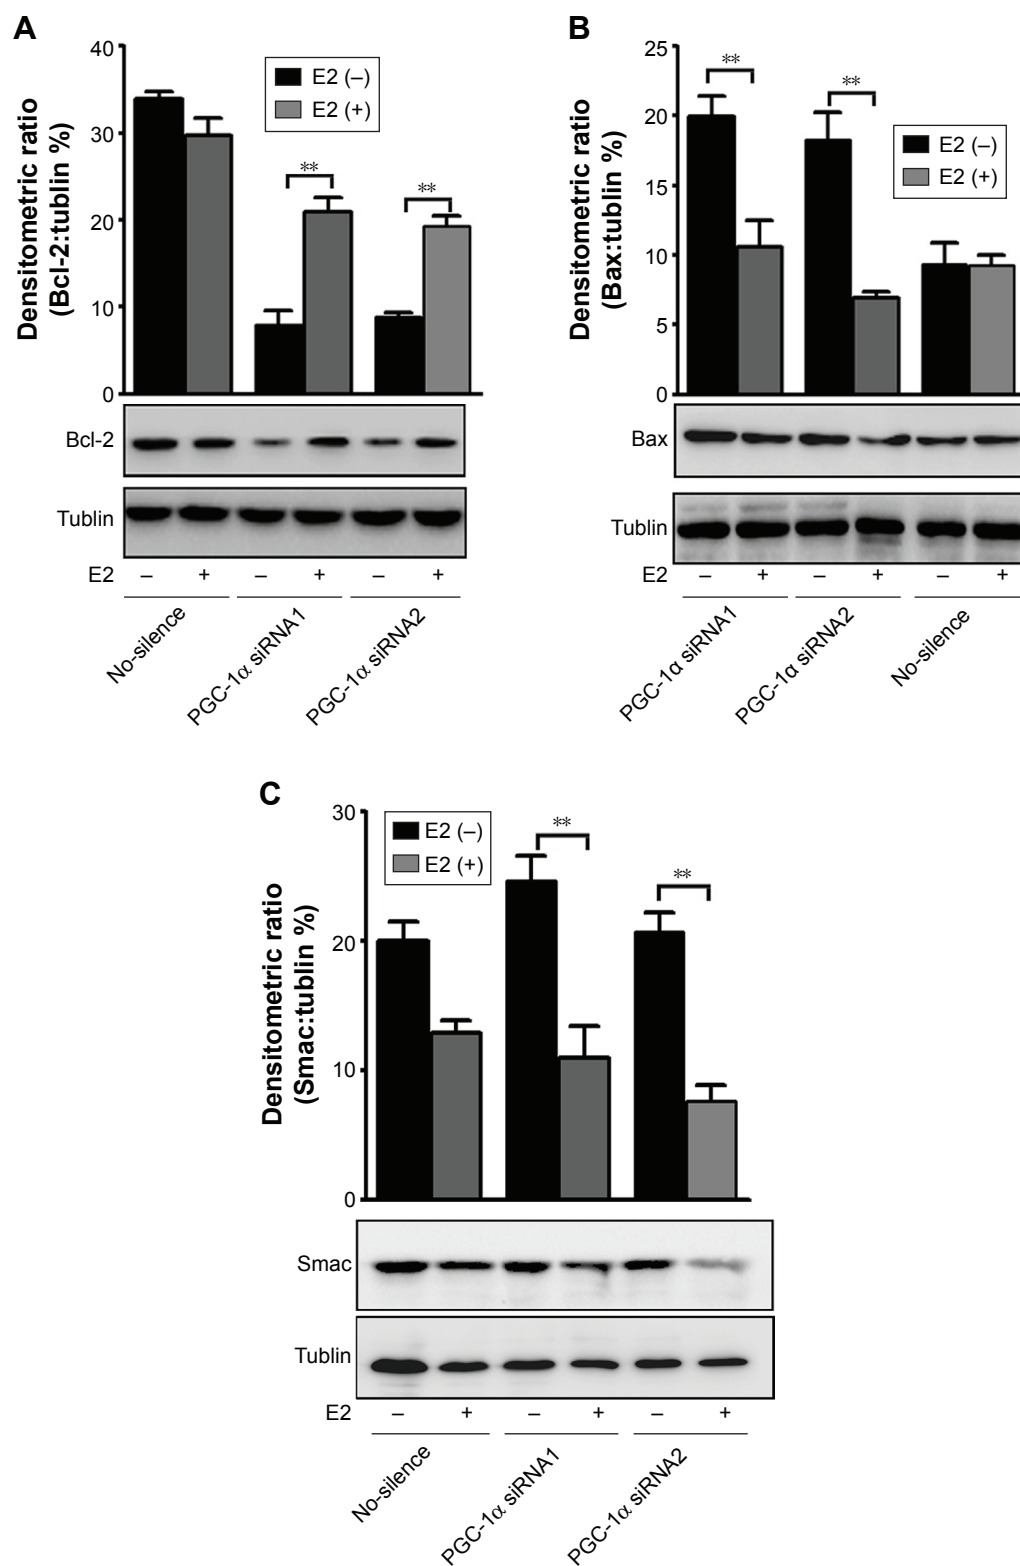 A
Densitometric ratio
(Bcl-2:tublin %)
40
30
20
10
0
E2 (–)
E2 (+)
**
**
Bcl-2
Tublin
E2 – + – + – +
No-silence
PGC-1α siRNA1
PGC-1α siRNA2
B
Densitometric ratio
(Bax:tublin %)
25
20
15
10
5
0
**
**
E2 (–)
E2 (+)
Bax
Tublin
E2 – + – + – +
PGC-1α siRNA1
PGC-1α siRNA2
No-silence
C
Densitometric ratio
(Smac:tublin %)
30
20
10
0
E2 (–)
E2 (+)
**
**
Smac
Tublin
E2 – + – + – +
No-silence
PGC-1α siRNA1
PGC-1α siRNA2